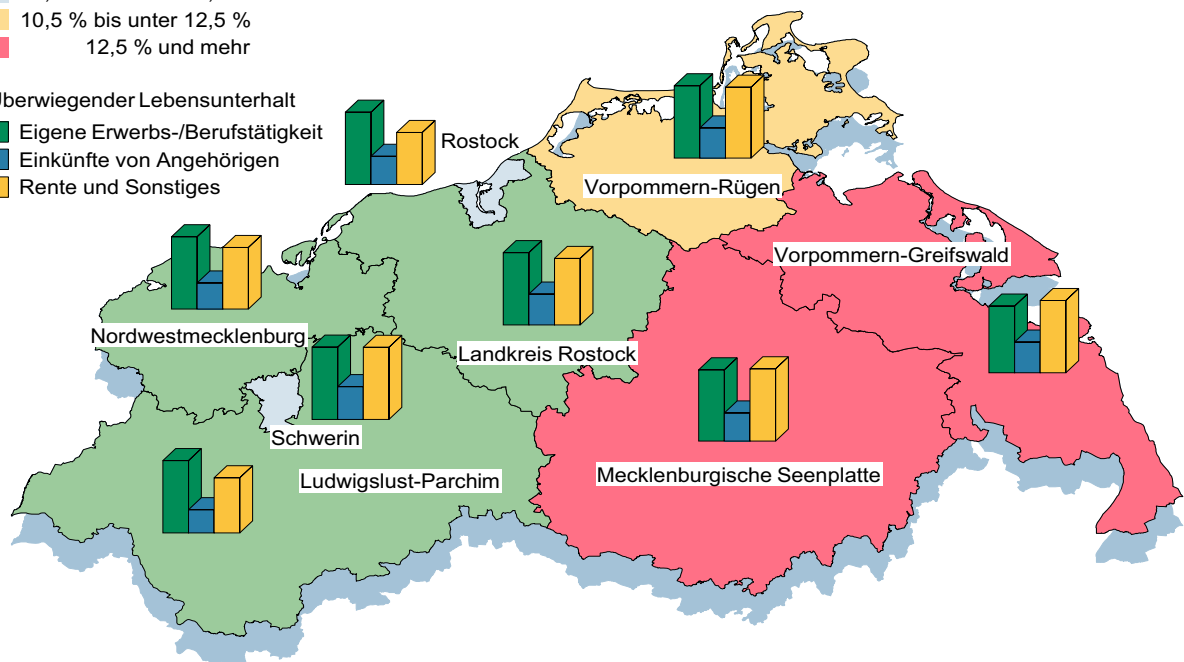 10,5 % bis unter 12,5 %
12,5 % und mehr
Überwiegender Lebensunterhalt
Eigene Erwerbs-/Berufstätigkeit
Einkünfte von Angehörigen
Rente und Sonstiges
Rostock
Vorpommern-Rügen
Vorpommern-Greifswald
Nordwestmecklenburg
Landkreis Rostock
Schwerin
Ludwigslust-Parchim
Mecklenburgische Seenplatte